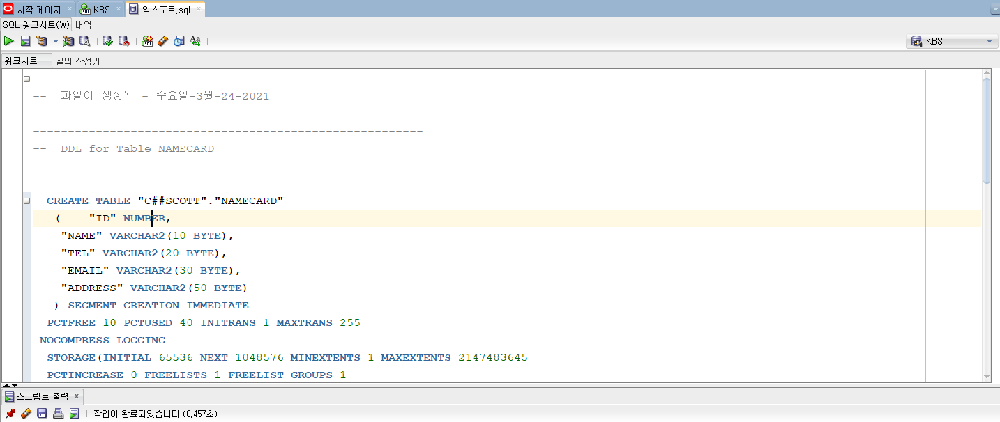 시작 페이지 × KBS × 익스포트.sql ×
SQL 워크시트(W) 내역
KBS
워크시트 질의 작성기
--------------------------------------------------------
--  파일이 생성됨 - 수요일-3월-24-2021
--------------------------------------------------------
--------------------------------------------------------
--  DDL for Table NAMECARD
--------------------------------------------------------
CREATE TABLE "C##SCOTT"."NAMECARD"
( "ID" NUMBER,
"NAME" VARCHAR2(10 BYTE),
"TEL" VARCHAR2(20 BYTE),
"EMAIL" VARCHAR2(30 BYTE),
"ADDRESS" VARCHAR2(50 BYTE)
) SEGMENT CREATION IMMEDIATE
PCTFREE 10 PCTUSED 40 INITRANS 1 MAXTRANS 255
NOCOMPRESS LOGGING
STORAGE(INITIAL 65536 NEXT 1048576 MINEXTENTS 1 MAXEXTENTS 2147483645
PCTINCREASE 0 FREELISTS 1 FREELIST GROUPS 1
스크립트 출력 ×
작업이 완료되었습니다.(0,457초)